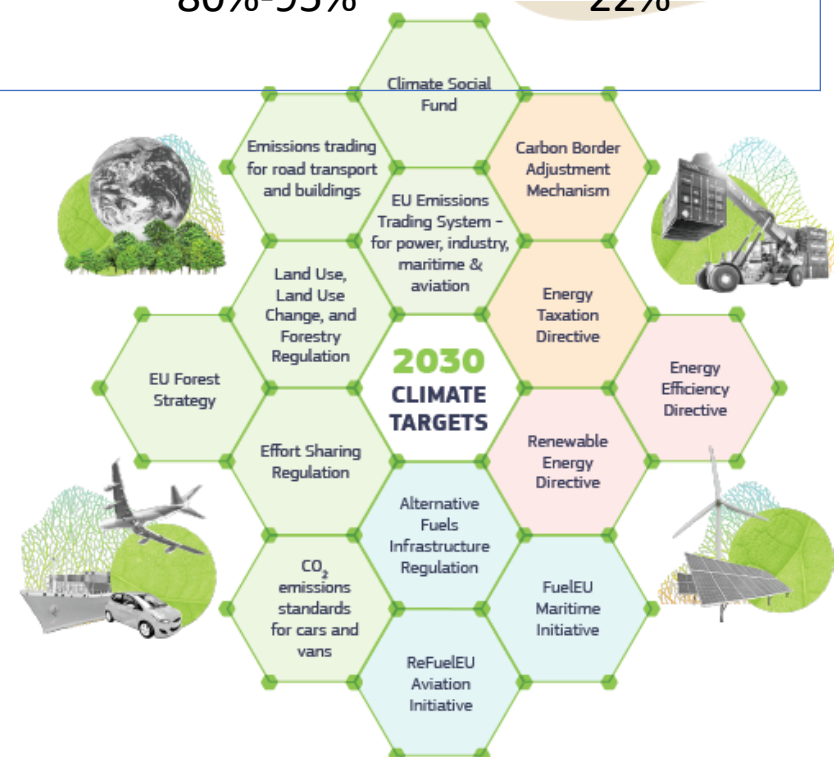 80%-95%
22%
Climate Social
Fund
Emissions trading
for road transport
and buildings
Carbon Border
Adjustment
Mechanism
EU Emissions
Trading System –
for power, industry,
maritime &
aviation
Land Use,
Land Use
Change, and
Forestry
Regulation
Energy
Taxation
Directive
EU Forest
Strategy
2030
CLIMATE
TARGETS
Energy
Efficiency
Directive
Effort Sharing
Regulation
Renewable
Energy
Directive
Alternative
Fuels
Infrastructure
Regulation
CO₂
emissions
standards
for cars and
vans
FuelEU
Maritime
Initiative
ReFuelEU
Aviation
Initiative